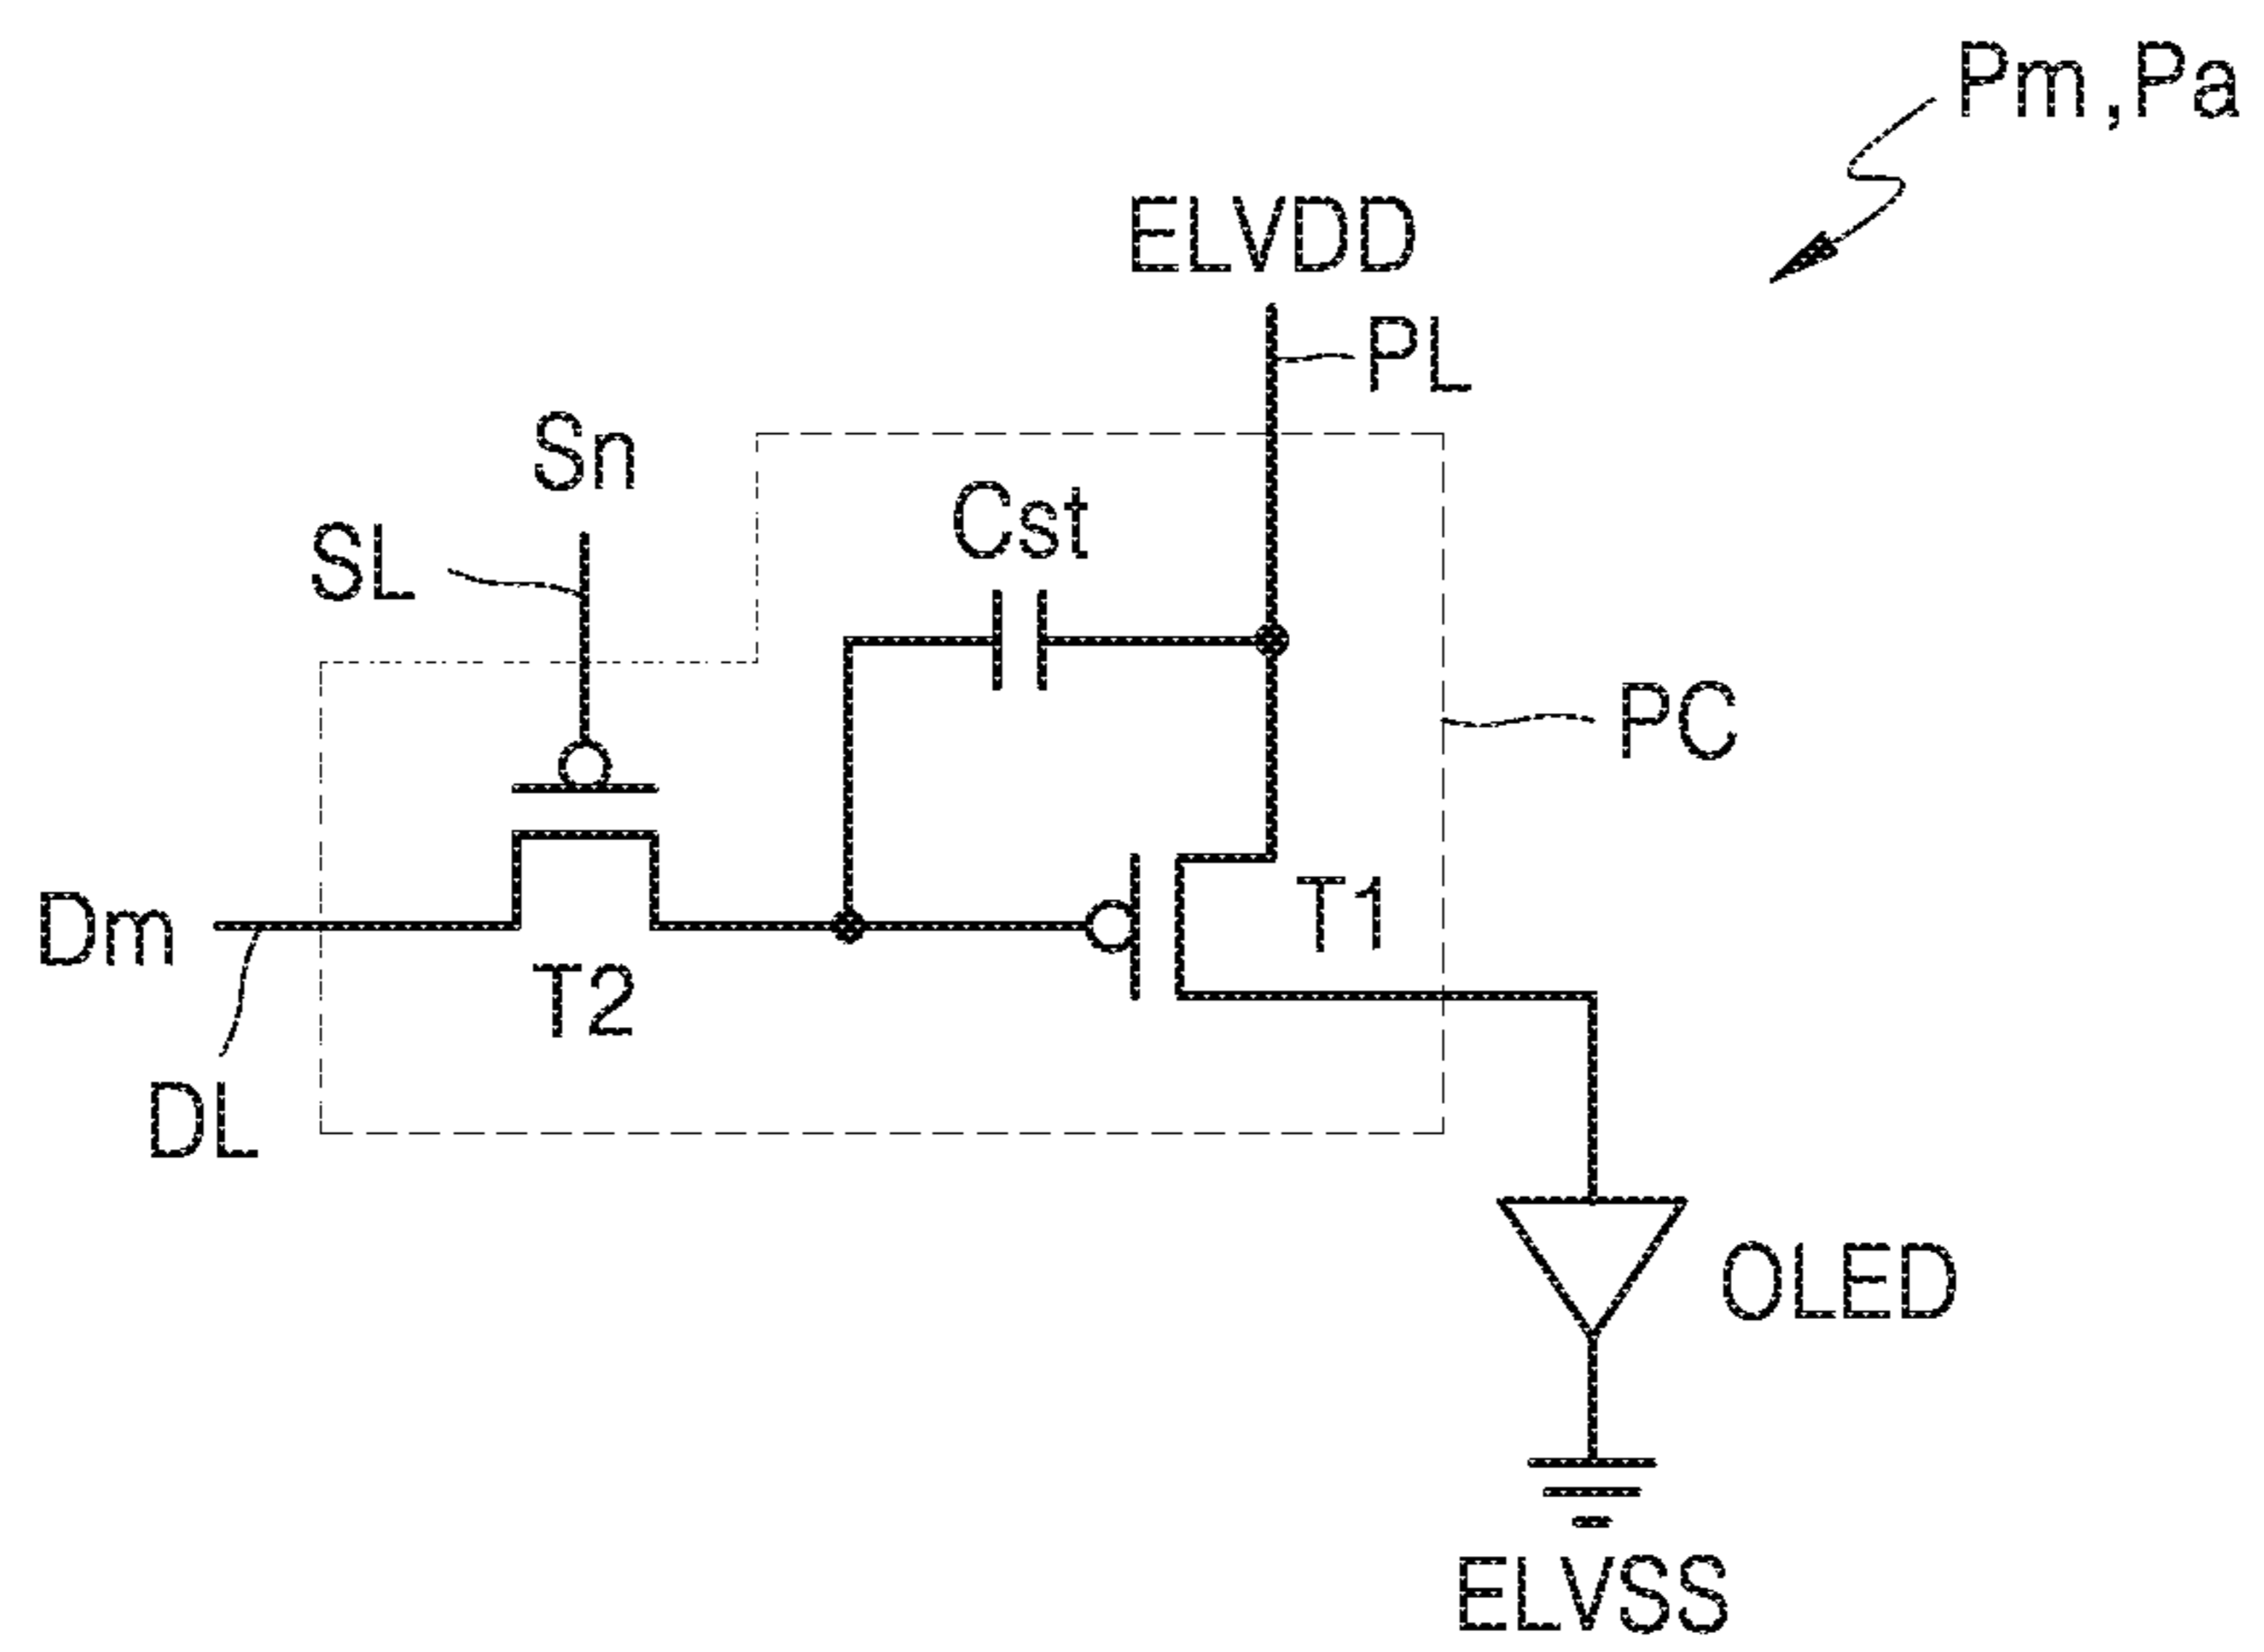 Pm,Pa
ELVDD
PL
Sn
SL
Cst
PC
Dm
T1
T2
DL
OLED
ELVSS